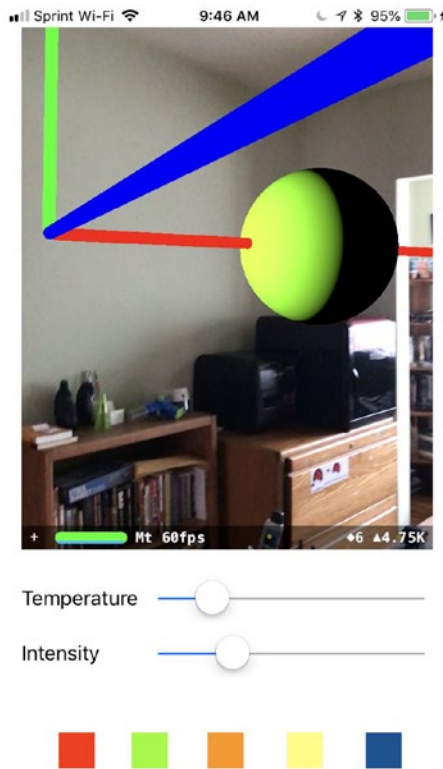 Sprint Wi-Fi 9:46 AM 95%
+ Mt 60fps ◆6 ▲4.75K
Temperature
Intensity